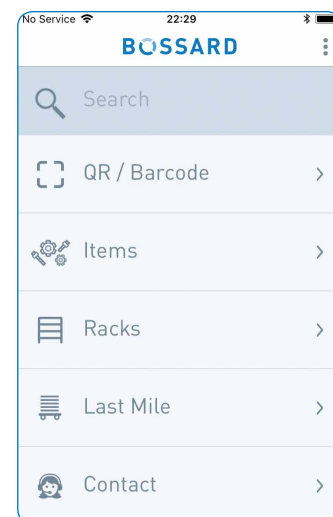 No Service 22:29
BOSSARD
Search
QR / Barcode
Items
Racks
Last Mile
Contact